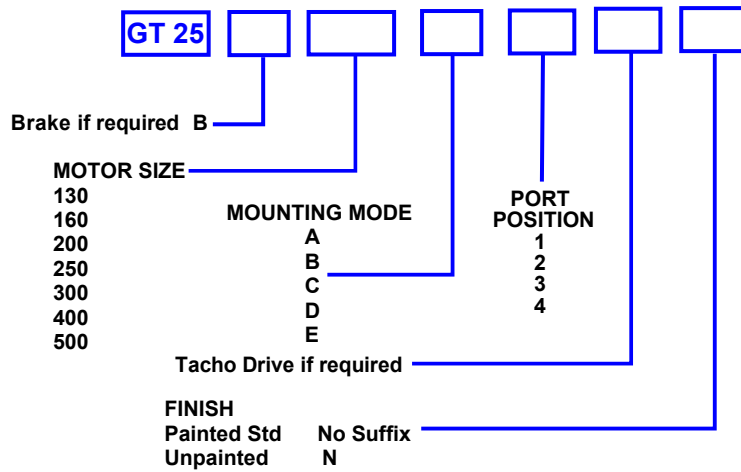 GT 25
Brake if required B
MOTOR SIZE
130
160
200
250
300
400
500
MOUNTING MODE
A
B
C
D
E
PORT
POSITION
1
2
3
4
Tacho Drive if required
FINISH
Painted Std No Suffix
Unpainted N